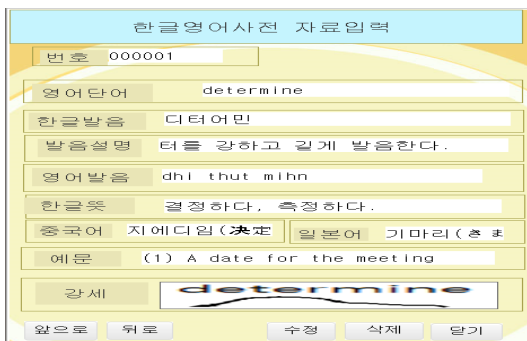 한글영어사전 자료입력
번호 000001
영어단어 determine
한글발음 디터어민
발음설명 터를 강하고 길게 발음한다.
영어발음 dhi thut mihn
한글뜻 결정하다, 측정하다.
중국어 지에디임(决定 일본어 기마리(きま
예문 (1) A date for the meeting
강세 determine
앞으로 뒤로 수정 삭제 닫기